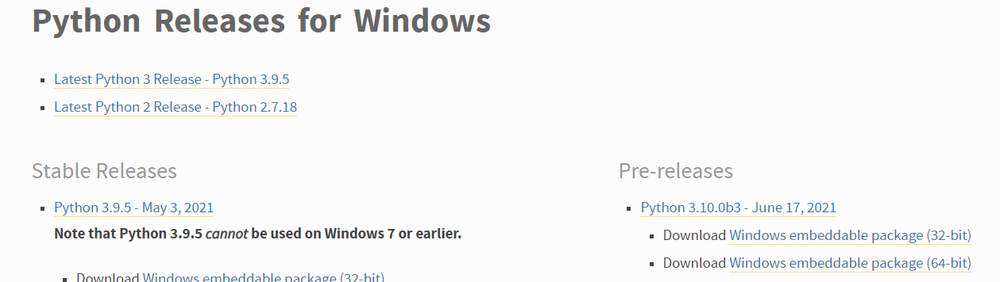 Python Releases for Windows
Latest Python 3 Release - Python 3.9.5
Latest Python 2 Release - Python 2.7.18
Stable Releases
Python 3.9.5 - May 3, 2021
Note that Python 3.9.5 cannot be used on Windows 7 or earlier.
Download Windows embeddable package (32-bit)
Pre-releases
Python 3.10.0b3 - June 17, 2021
Download Windows embeddable package (32-bit)
Download Windows embeddable package (64-bit)